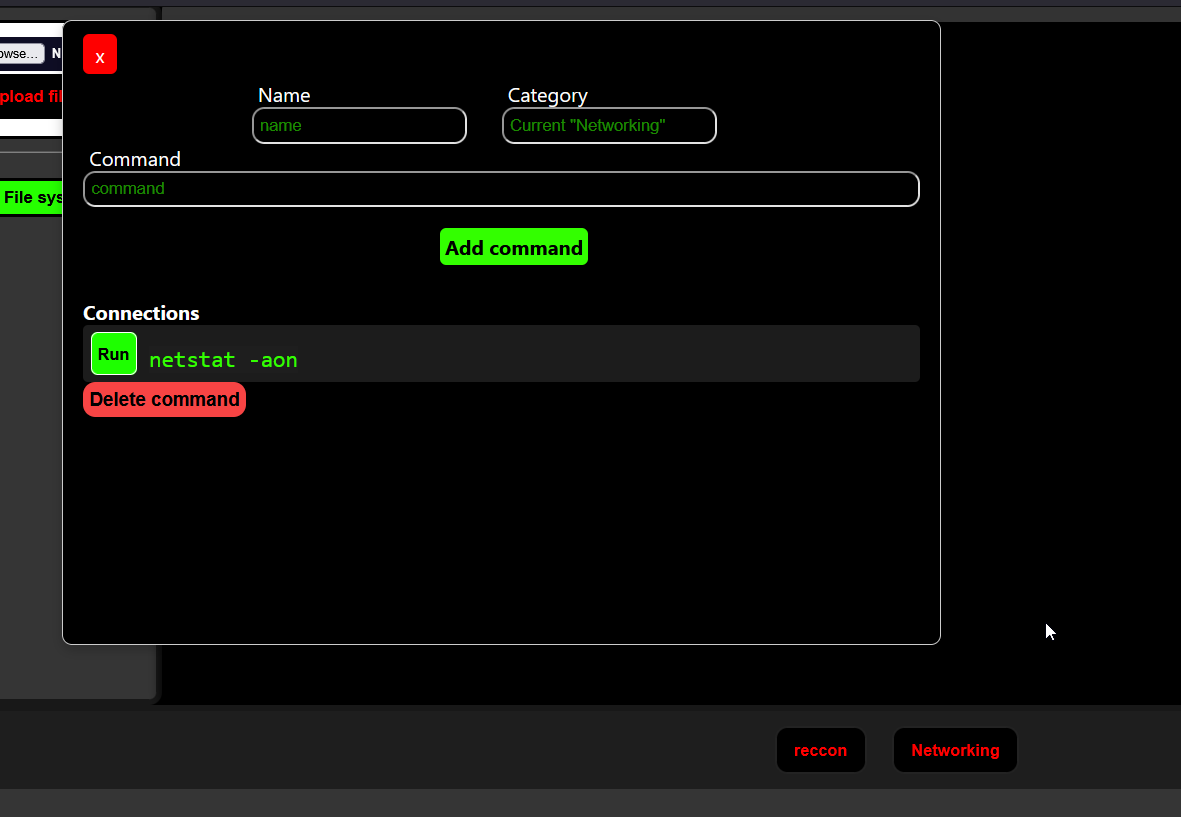 x
owse...
N
pload fil
File sys
Name
Category
name
Current "Networking"
Command
command
Add command
Connections
Run
netstat -aon
Delete command
reccon
Networking